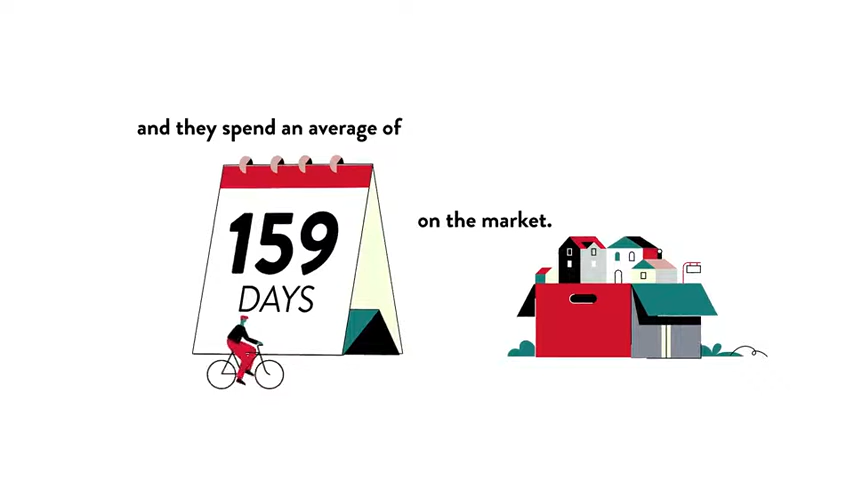 and they spend an average of
159
DAYS
on the market.